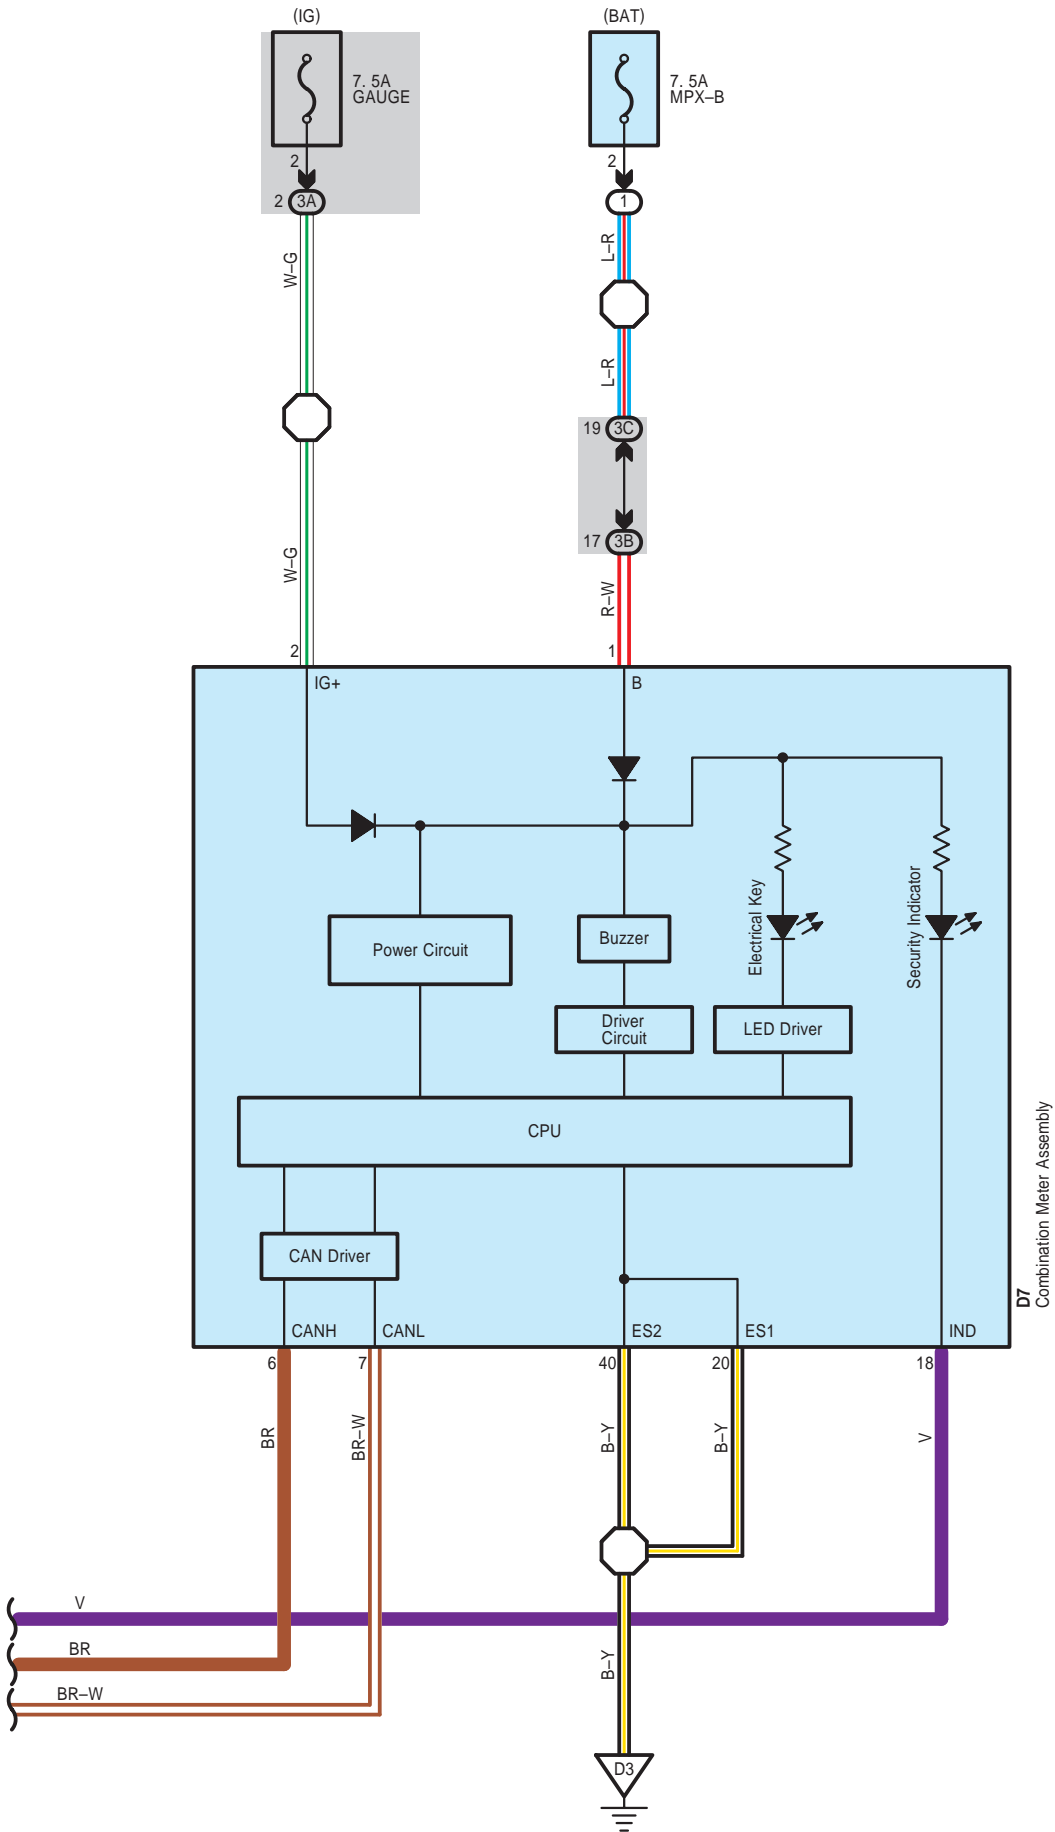 (IG)
(BAT)
7. 5A
GAUGE
7. 5A
MPX–B
2
2
2
3A
1
W–G
L–R
L–R
19
3C
17
3B
W–G
R–W
2
1
IG+
B
Electrical Key
Security Indicator
Power Circuit
Buzzer
Driver
Circuit
LED Driver
CPU
CAN Driver
D7
Combination Meter Assembly
CANH
CANL
ES2
ES1
IND
6
7
40
20
18
BR
BR–W
B–Y
B–Y
V
V
BR
BR–W
B–Y
D3